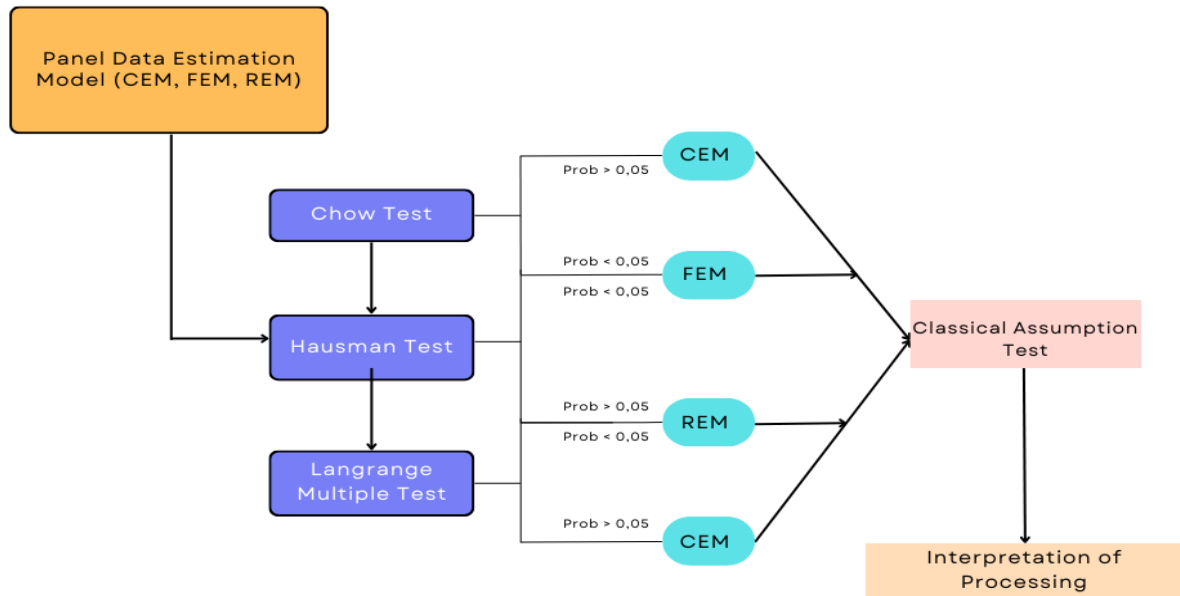 Panel Data Estimation
Model (CEM, FEM, REM)
CEM
Prob > 0,05
Chow Test
Prob < 0,05
FEM
Prob < 0,05
Hausman Test
Classical Assumption
Test
Prob > 0,05
REM
Prob < 0,05
Langrange
Multiple Test
Prob > 0,05
CEM
Interpretation of
Processing